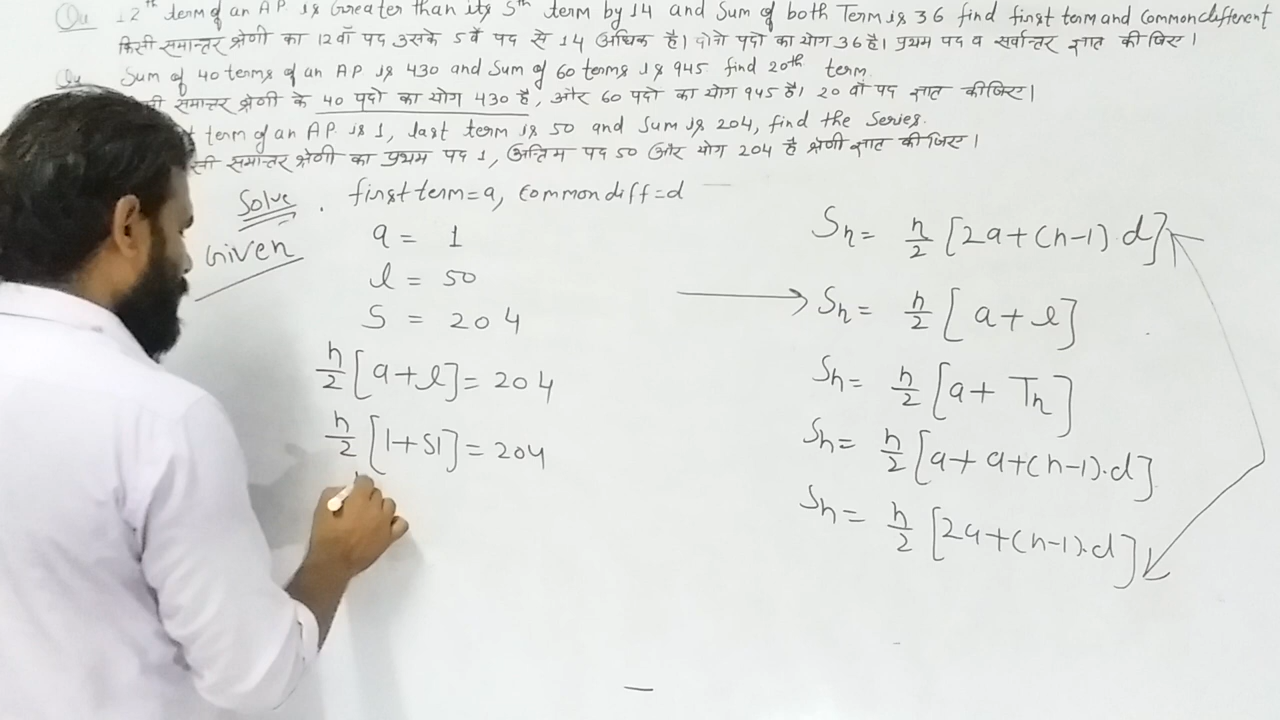 Qu 12th term of an A.P is Greater than its 5th term by 14 and Sum of both Term is 36 find first term and Common different
किसी समान्तर श्रेणी का 12वाँ पद उसके 5वे पद से 14 अधिक है। दोनो पदो का योग 36 है। प्रथम पद व सर्वान्तर ज्ञात कीजिए।
Qu Sum of 40 terms of an AP is 430 and Sum of 60 terms is 945 find 20th term.
समान्तर श्रेणी के 40 पदो का योग 430 है, और 60 पदो का योग 945 है। 20 वाँ पद ज्ञात कीजिए।
term of an A.P. is 1, last term is 50 and Sum is 204, find the Series.
समान्तर श्रेणी का प्रथम पद 1, अन्तिम पद 50 और योग 204 है श्रेणी ज्ञात कीजिए।
Solve . first term = a, Common diff = d
Given a = 1
l = 50
S = 204
n/2 [a+l] = 204
n/2 [1+51] = 204
Sn = n/2 [2a+(n-1).d]
Sn = n/2 [a+l]
Sn = n/2 [a+Tn]
Sn = n/2 [a+a+(n-1).d]
Sn = n/2 [2a+(n-1).d]